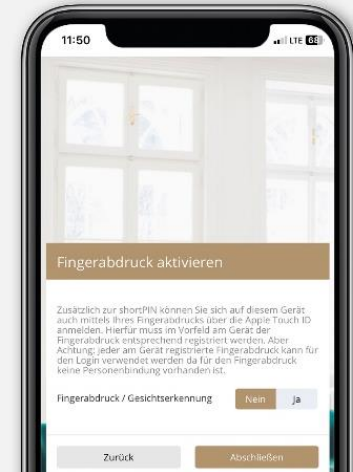 11:50
LTE 68
Fingerabdruck aktivieren
Zusätzlich zur shortPIN können Sie sich auf diesem Gerät
auch mittels Ihres Fingerabdrucks über die Apple Touch ID
anmelden. Hierfür muss im Vorfeld am Gerät der
Fingerabdruck entsprechend registriert werden. Aber
Achtung: jeder am Gerät registrierte Fingerabdruck kann für
den Login verwendet werden da für den Fingerabdruck
keine Personenbindung vorhanden ist.
Fingerabdruck / Gesichtserkennung Nein Ja
Zurück Abschließen